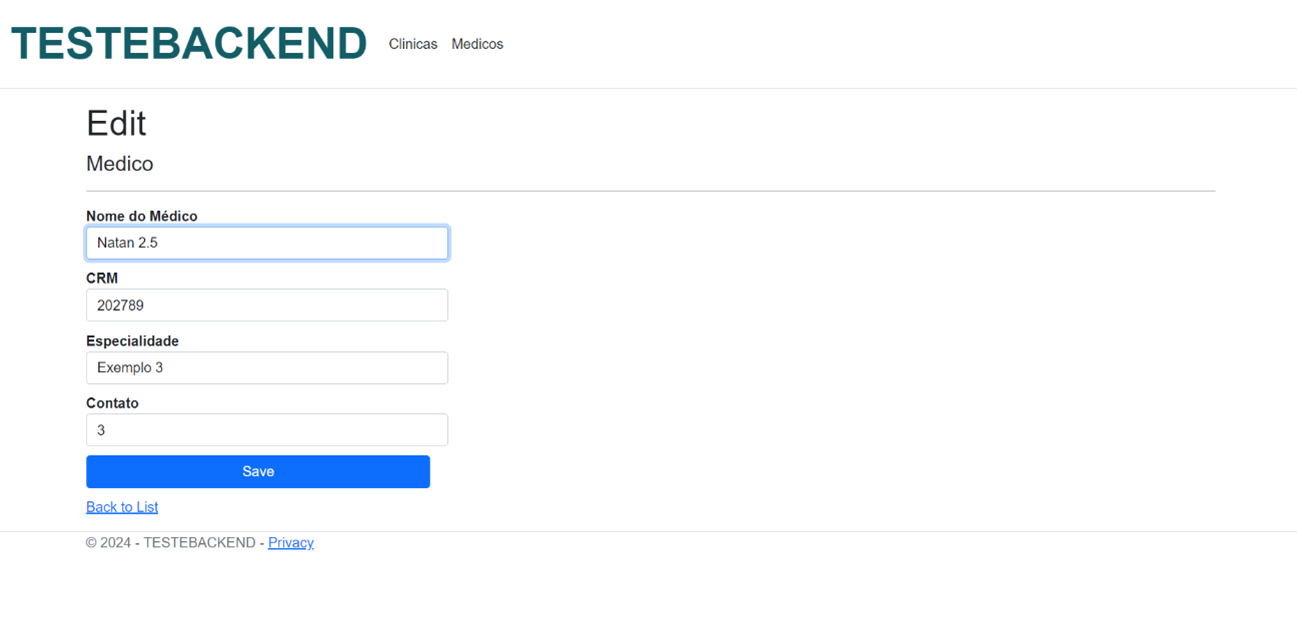 TESTEBACKEND Clinicas Medicos
Edit
Medico
Nome do Médico
Natan 2.5
CRM
202789
Especialidade
Exemplo 3
Contato
3
Save
Back to List
© 2024 - TESTEBACKEND - Privacy